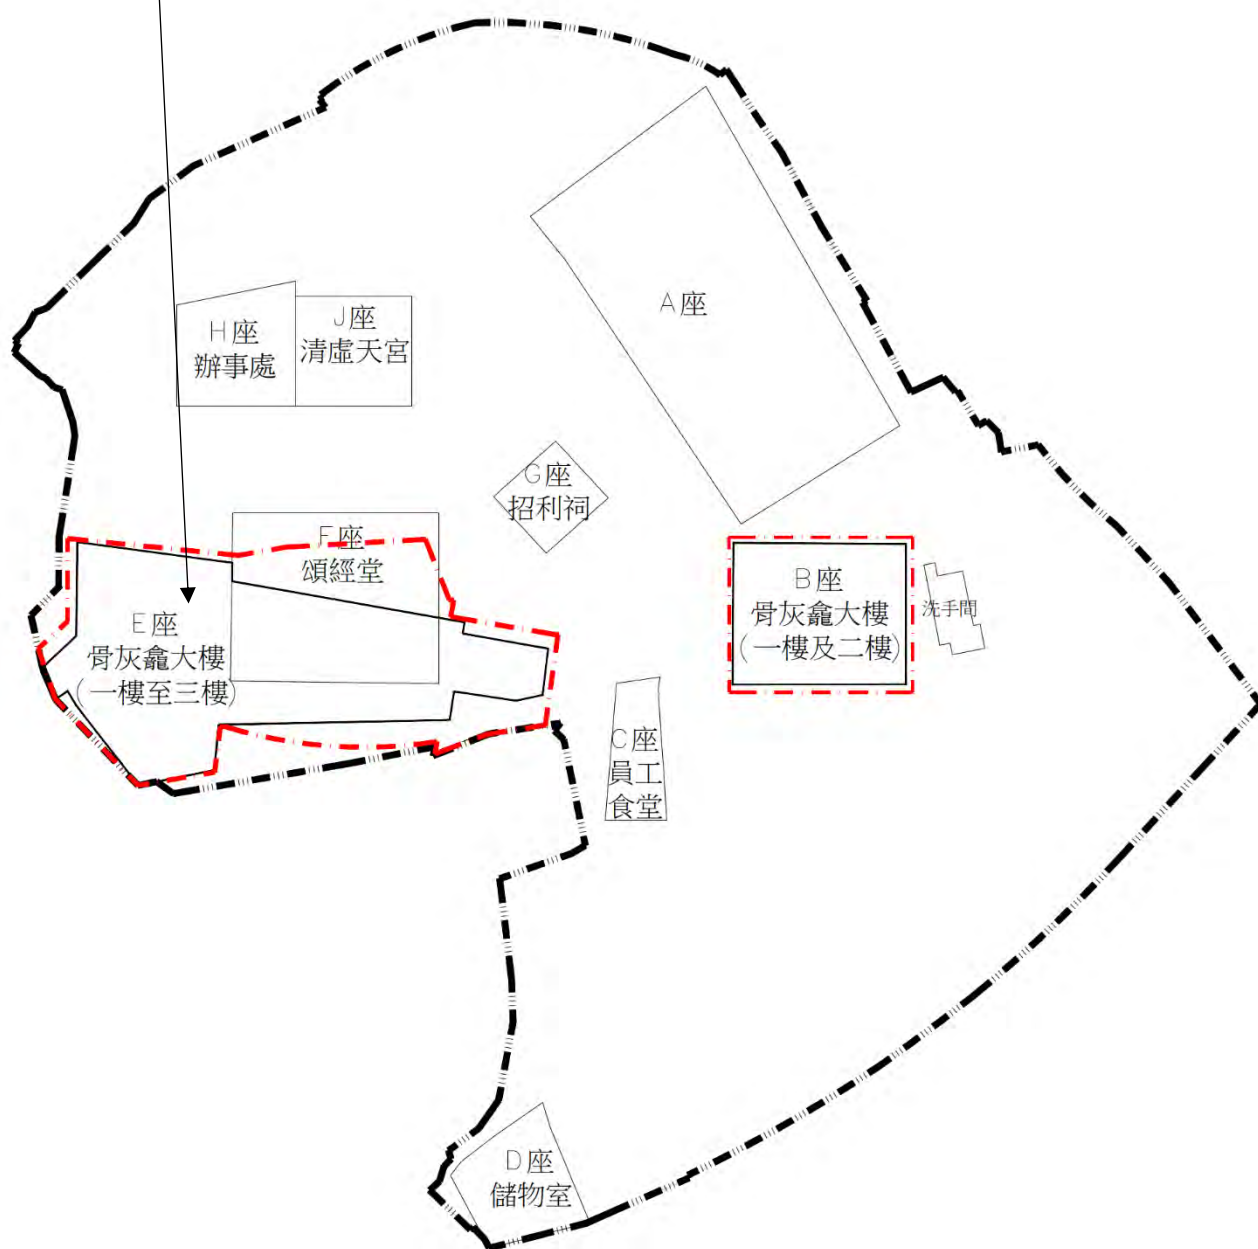 A座
H座
辦事處
J座
清虛天宮
G座
招利祠
F座
頌經堂
B座
骨灰龕大樓
(一樓及二樓)
洗手間
E座
骨灰龕大樓
(一樓至三樓)
C座
員工
食堂
D座
儲物室